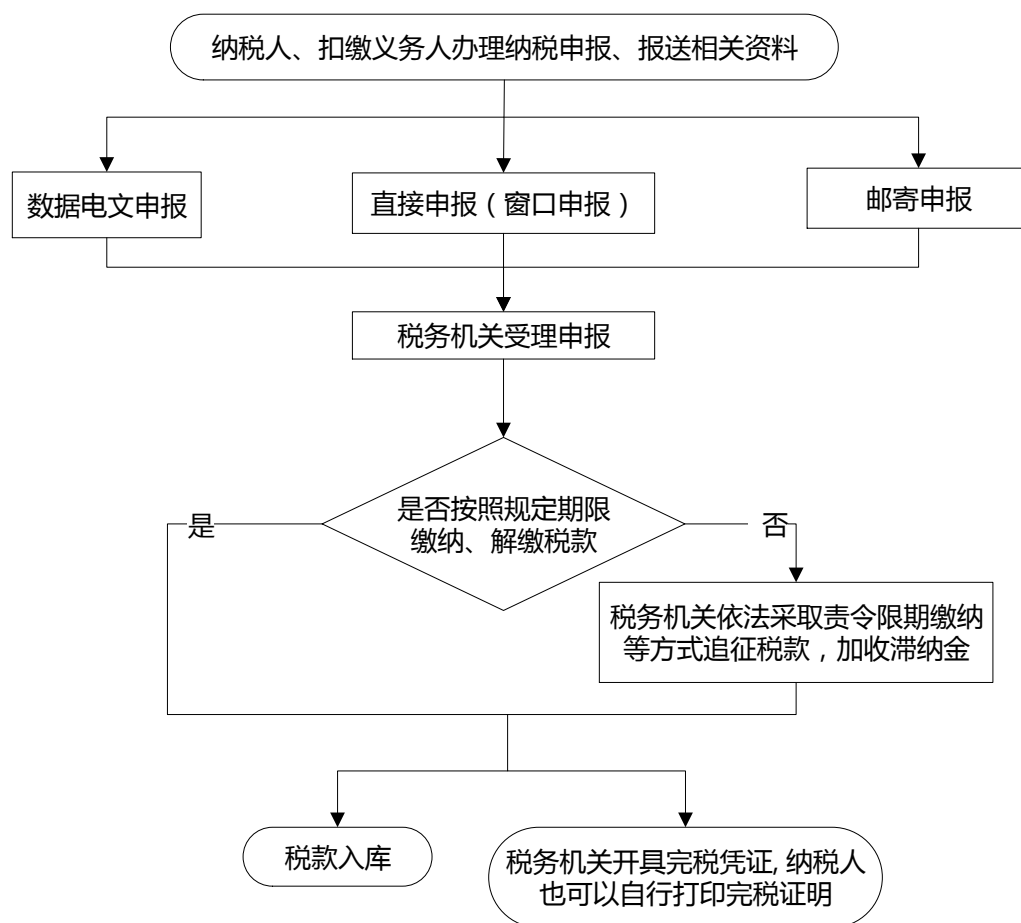 纳税人、扣缴义务人办理纳税申报、报送相关资料
数据电文申报
直接申报（窗口申报）
邮寄申报
税务机关受理申报
是否按照规定期限
缴纳、解缴税款
是
否
税务机关依法采取责令限期缴纳
等方式追征税款，加收滞纳金
税款入库
税务机关开具完税凭证, 纳税人
也可以自行打印完税证明